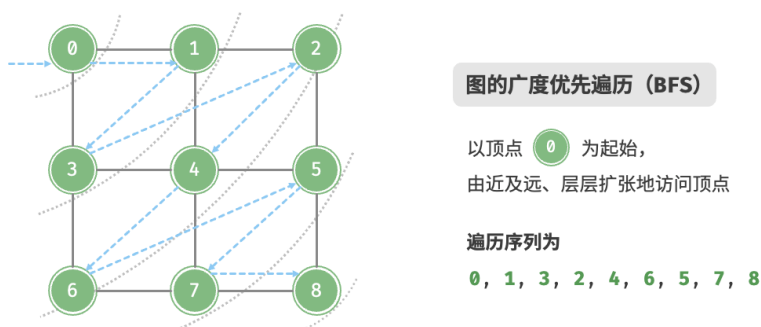 0 1 2
3 4 5
6 7 8
图的广度优先遍历（BFS）
以顶点 0 为起始，
由近及远、层层扩张地访问顶点
遍历序列为
0, 1, 3, 2, 4, 6, 5, 7, 8